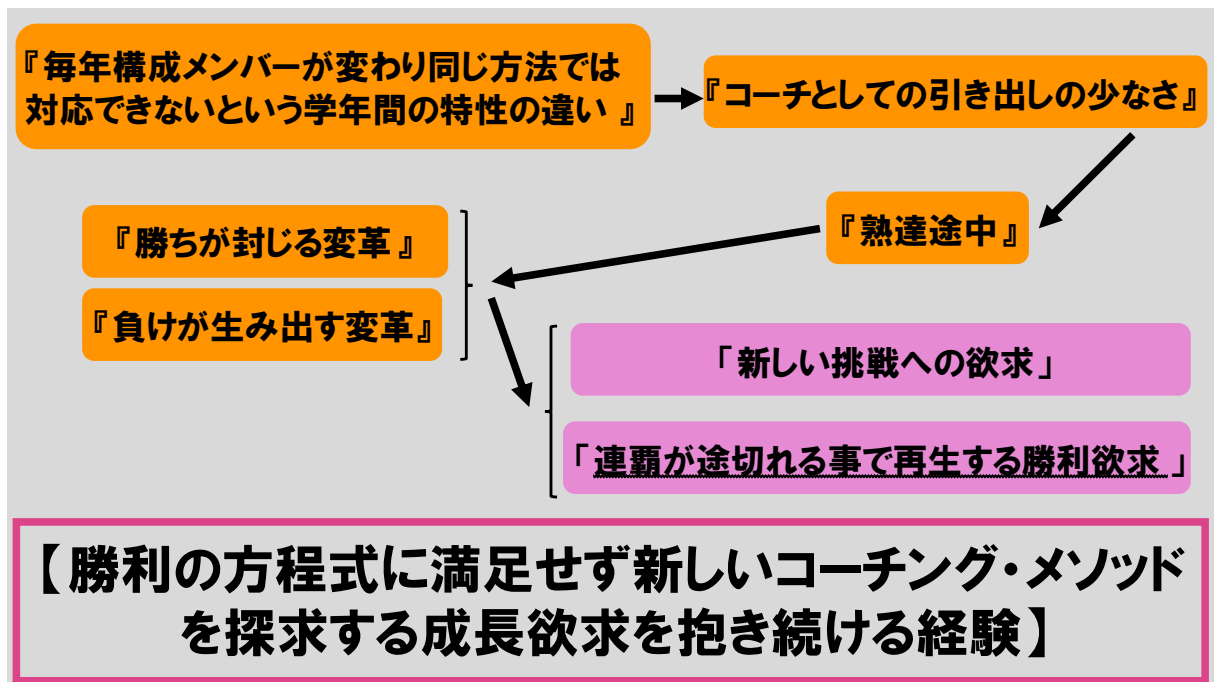 『毎年構成メンバーが変わり同じ方法では
対応できないという学年間の特性の違い 』
『コーチとしての引き出しの少なさ』
『熟達途中』
『勝ちが封じる変革 』
『負けが生み出す変革』
「新しい挑戦への欲求」
「連覇が途切れる事で再生する勝利欲求 」
【勝利の方程式に満足せず新しいコーチング・メソッド
を探求する成長欲求を抱き続ける経験】